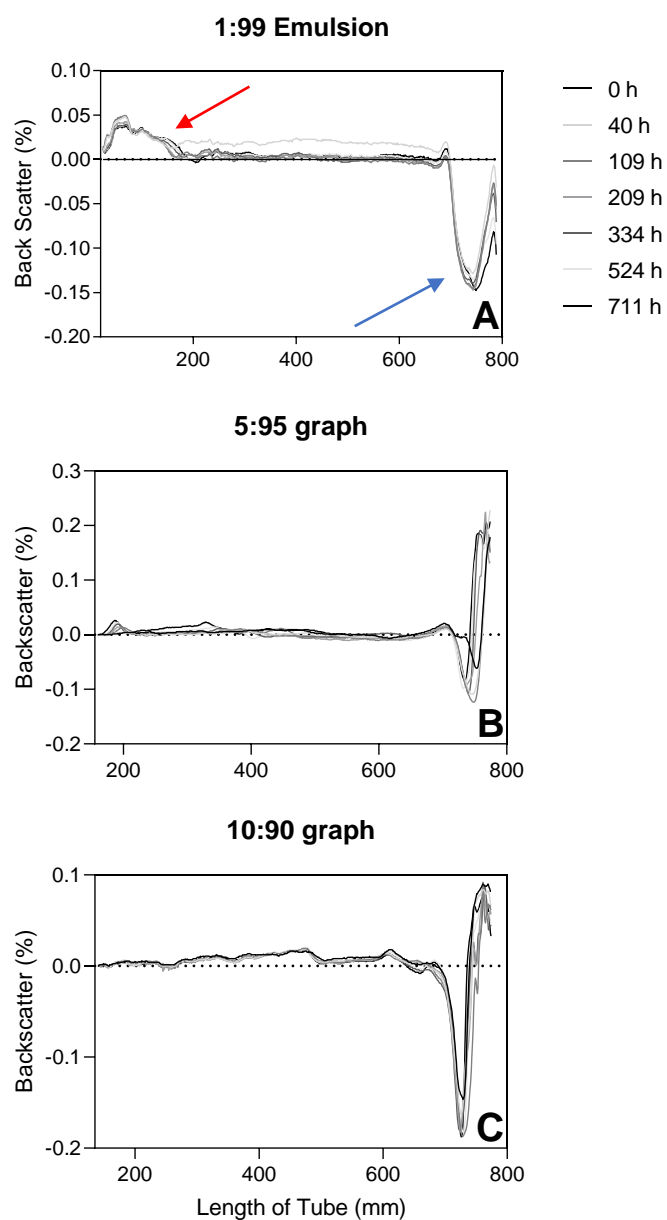 1:99 Emulsion
0.10
0.05
0.00
-0.05
-0.10
-0.15
-0.20
Back Scatter (%)
200
400
600
800
A
0 h
40 h
109 h
209 h
334 h
524 h
711 h
5:95 graph
0.3
0.2
0.1
0.0
-0.1
-0.2
Backscatter (%)
200
400
600
800
B
10:90 graph
0.1
0.0
-0.1
-0.2
Backscatter (%)
200
400
600
800
C
Length of Tube (mm)